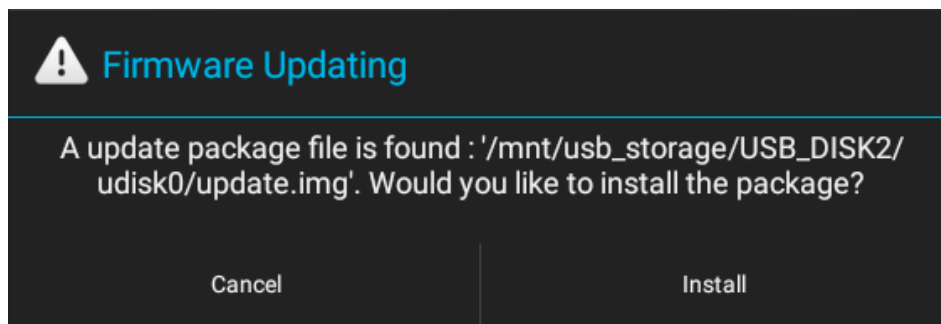 Firmware Updating
A update package file is found : '/mnt/usb_storage/USB_DISK2/
udisk0/update.img'. Would you like to install the package?
Cancel
Install